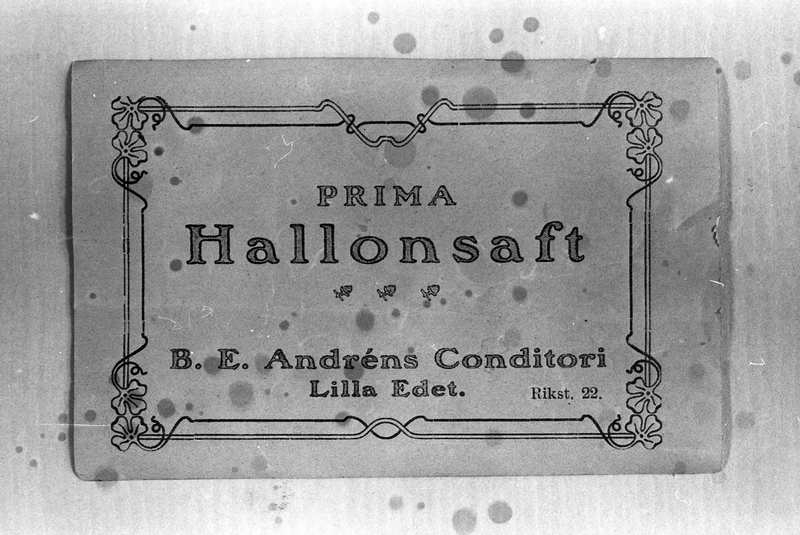 PRIMA
Hallonsaft
B. E. Andréns Conditori
Lilla Edet.
Rikst. 22.